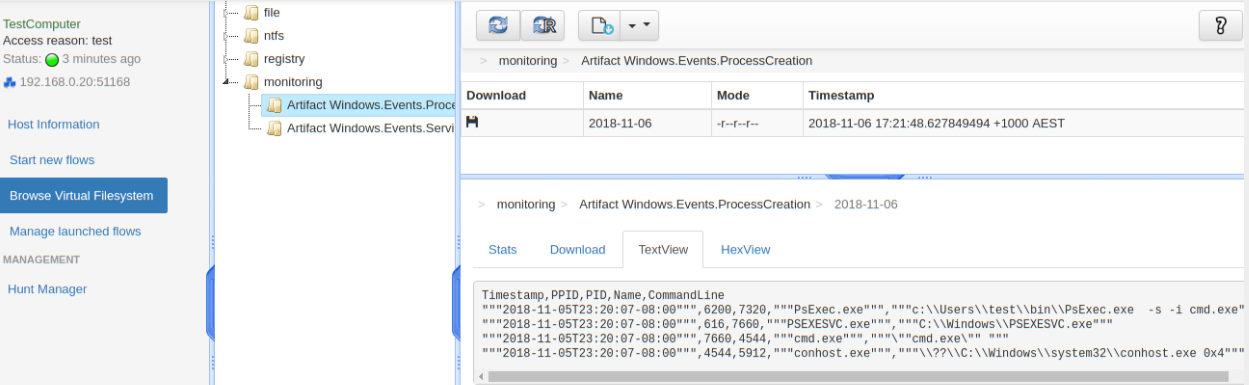 TestComputer
Access reason: test
Status: 3 minutes ago
192.168.0.20:51168
Host Information
Start new flows
Browse Virtual Filesystem
Manage launched flows
MANAGEMENT
Hunt Manager
file
ntfs
registry
monitoring
Artifact Windows.Events.Proce
Artifact Windows.Events.Servi
R
?
> monitoring > Artifact Windows.Events.ProcessCreation
Download Name Mode Timestamp
2018-11-06 -r--r--r-- 2018-11-06 17:21:48.627849494 +1000 AEST
> monitoring > Artifact Windows.Events.ProcessCreation > 2018-11-06
Stats Download TextView HexView
Timestamp,PPID,PID,Name,CommandLine
"""2018-11-05T23:20:07-08:00""",6200,7320,"""PsExec.exe""","""c:\\Users\\test\\bin\\PsExec.exe  -s -i cmd.exe"
"""2018-11-05T23:20:07-08:00""",616,7660,"""PSEXESVC.exe""","""C:\\Windows\\PSEXESVC.exe"""
"""2018-11-05T23:20:07-08:00""",7660,4544,"""cmd.exe""","""\""cmd.exe\"" """
"""2018-11-05T23:20:07-08:00""",4544,5912,"""conhost.exe""","""\\??\\C:\\Windows\\system32\\conhost.exe 0x4"""